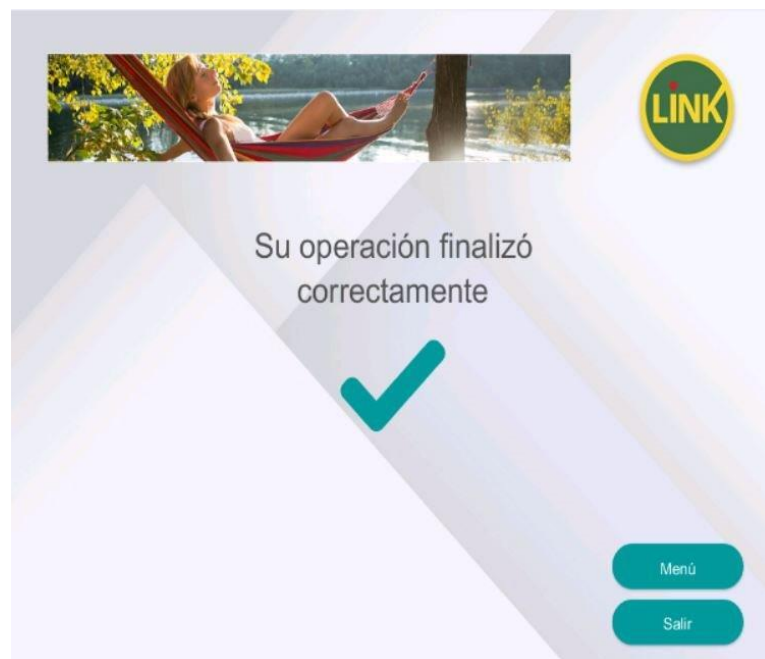 LINK
Su operación finalizó
correctamente
Menú
Salir